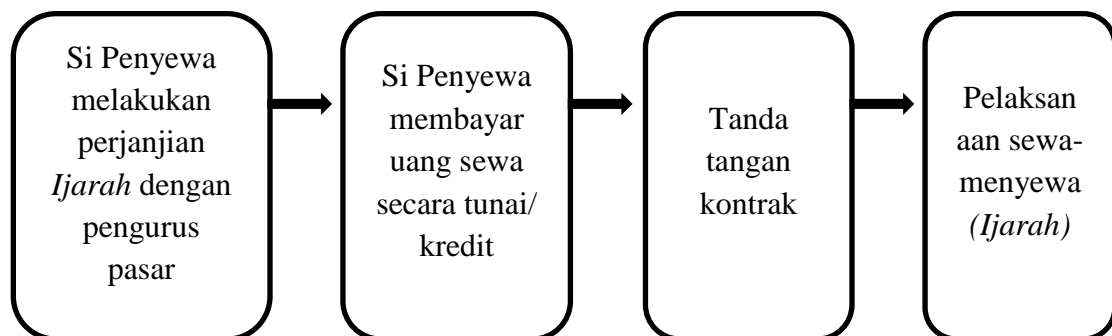 Si Penyewa
melakukan
perjanjian
Ijarah dengan
pengurus
pasar
Si Penyewa
membayar
uang sewa
secara tunai/
kredit
Tanda
tangan
kontrak
Pelaksan
aan sewa-
menyewa
(Ijarah)